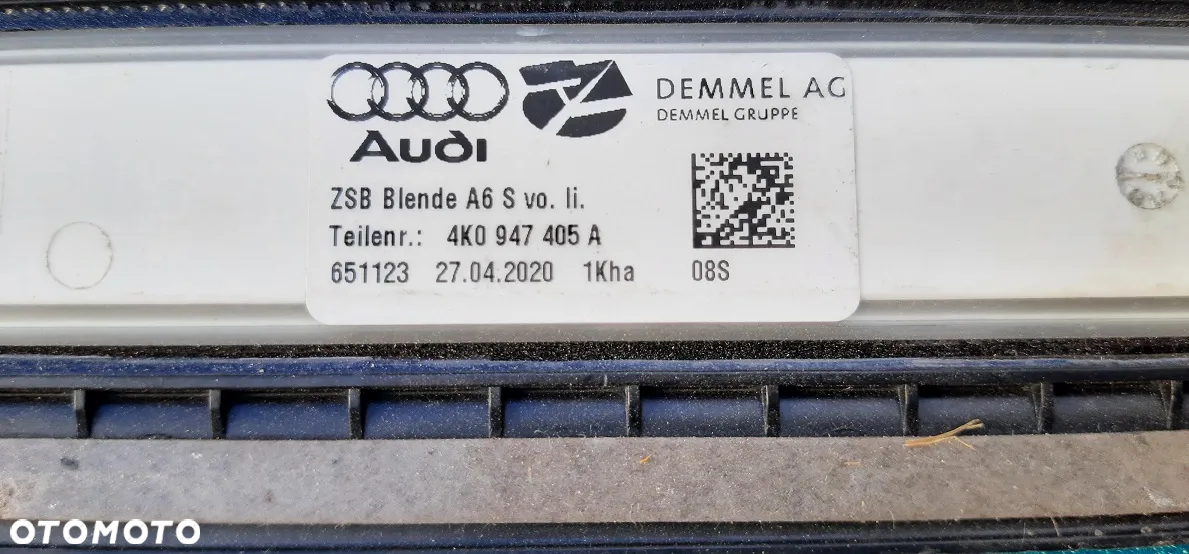 Audi
DEMMEL AG
DEMMEL GRUPPE
ZSB Blende A6 S vo. li.
Teilenr.: 4K0 947 405 A
651123 27.04.2020 1Kha 08S
OTOMOTO